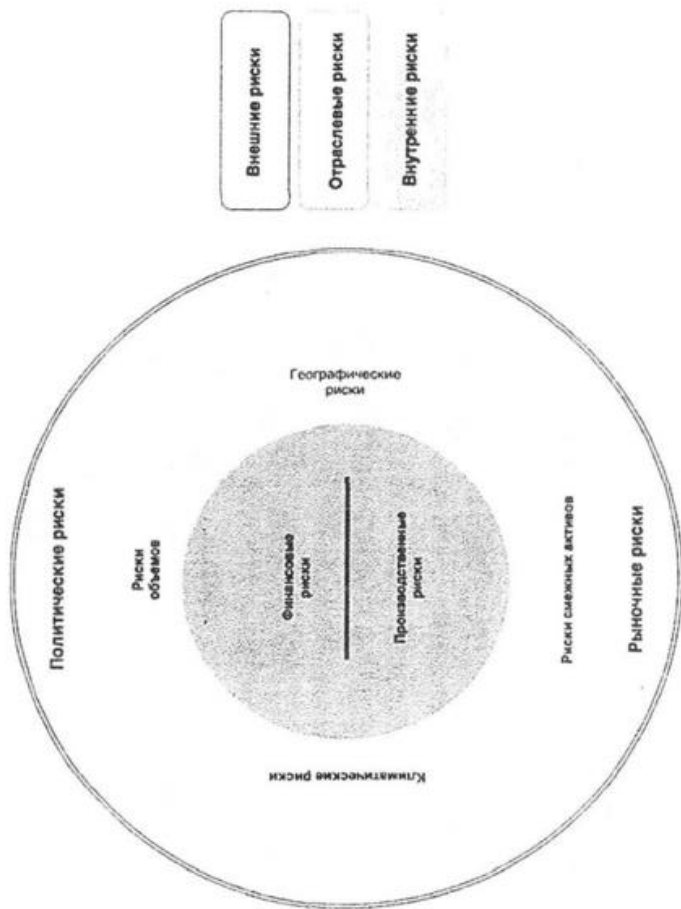 Политические риски
Риски
объемов
Климатические риски
Финансовые
риски
Производственные
риски
Географические
риски
Риски смежных активов
Рыночные риски
Внешние риски
Отраслевые риски
Внутренние риски